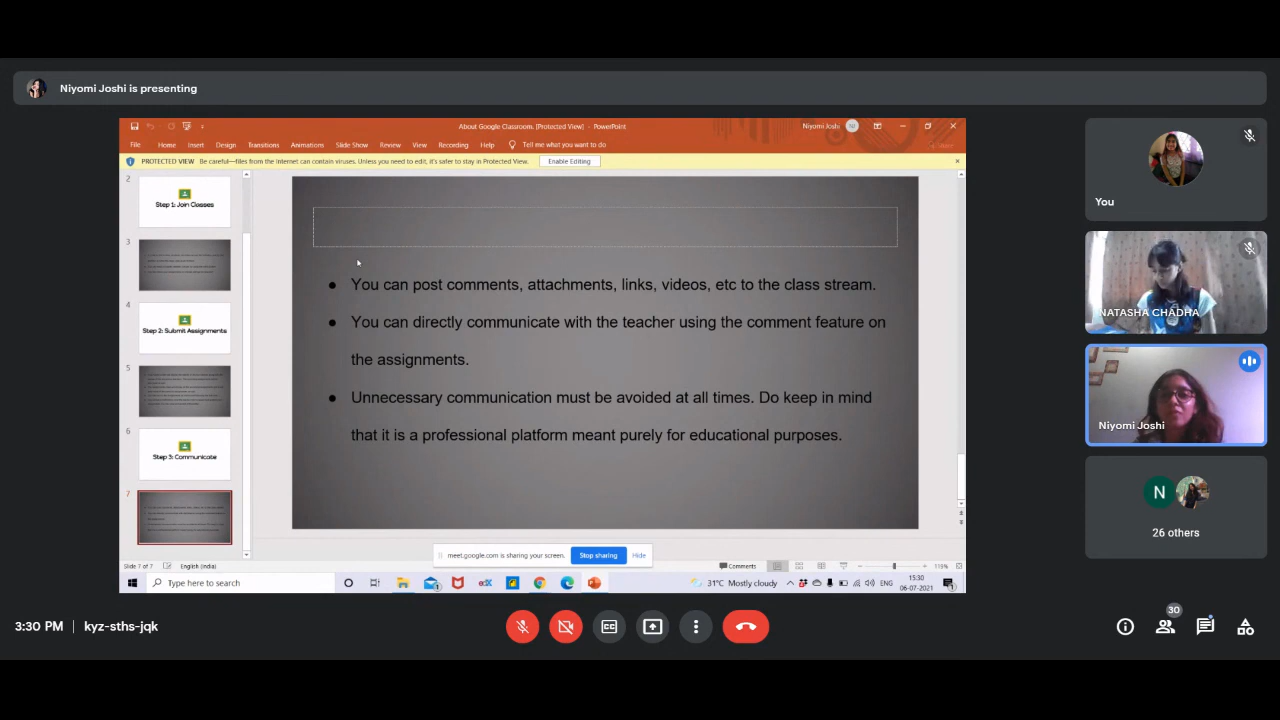 Niyomi Joshi is presenting
About Google Classroom. [Protected View] - PowerPoint
Niyomi Joshi
File Home Insert Design Transitions Animations Slide Show Review View Recording Help Tell me what you want to do
Share
PROTECTED VIEW Be careful—files from the Internet can contain viruses. Unless you need to edit, it's safer to stay in Protected View. Enable Editing
2
Step 1: Join Classes
3
4
Step 2: Submit Assignments
5
6
Step 3: Communicate
7
● You can post comments, attachments, links, videos, etc to the class stream.
● You can directly communicate with the teacher using the comment feature on
the assignments.
● Unnecessary communication must be avoided at all times. Do keep in mind
that it is a professional platform meant purely for educational purposes.
meet.google.com is sharing your screen. Stop sharing Hide
Slide 7 of 7 English (India) Comments 119%
Type here to search 31°C Mostly cloudy ENG 15:30
06-07-2021
You
NATASHA CHADHA
Niyomi Joshi
N
26 others
3:30 PM | kyz-sths-jqk
30